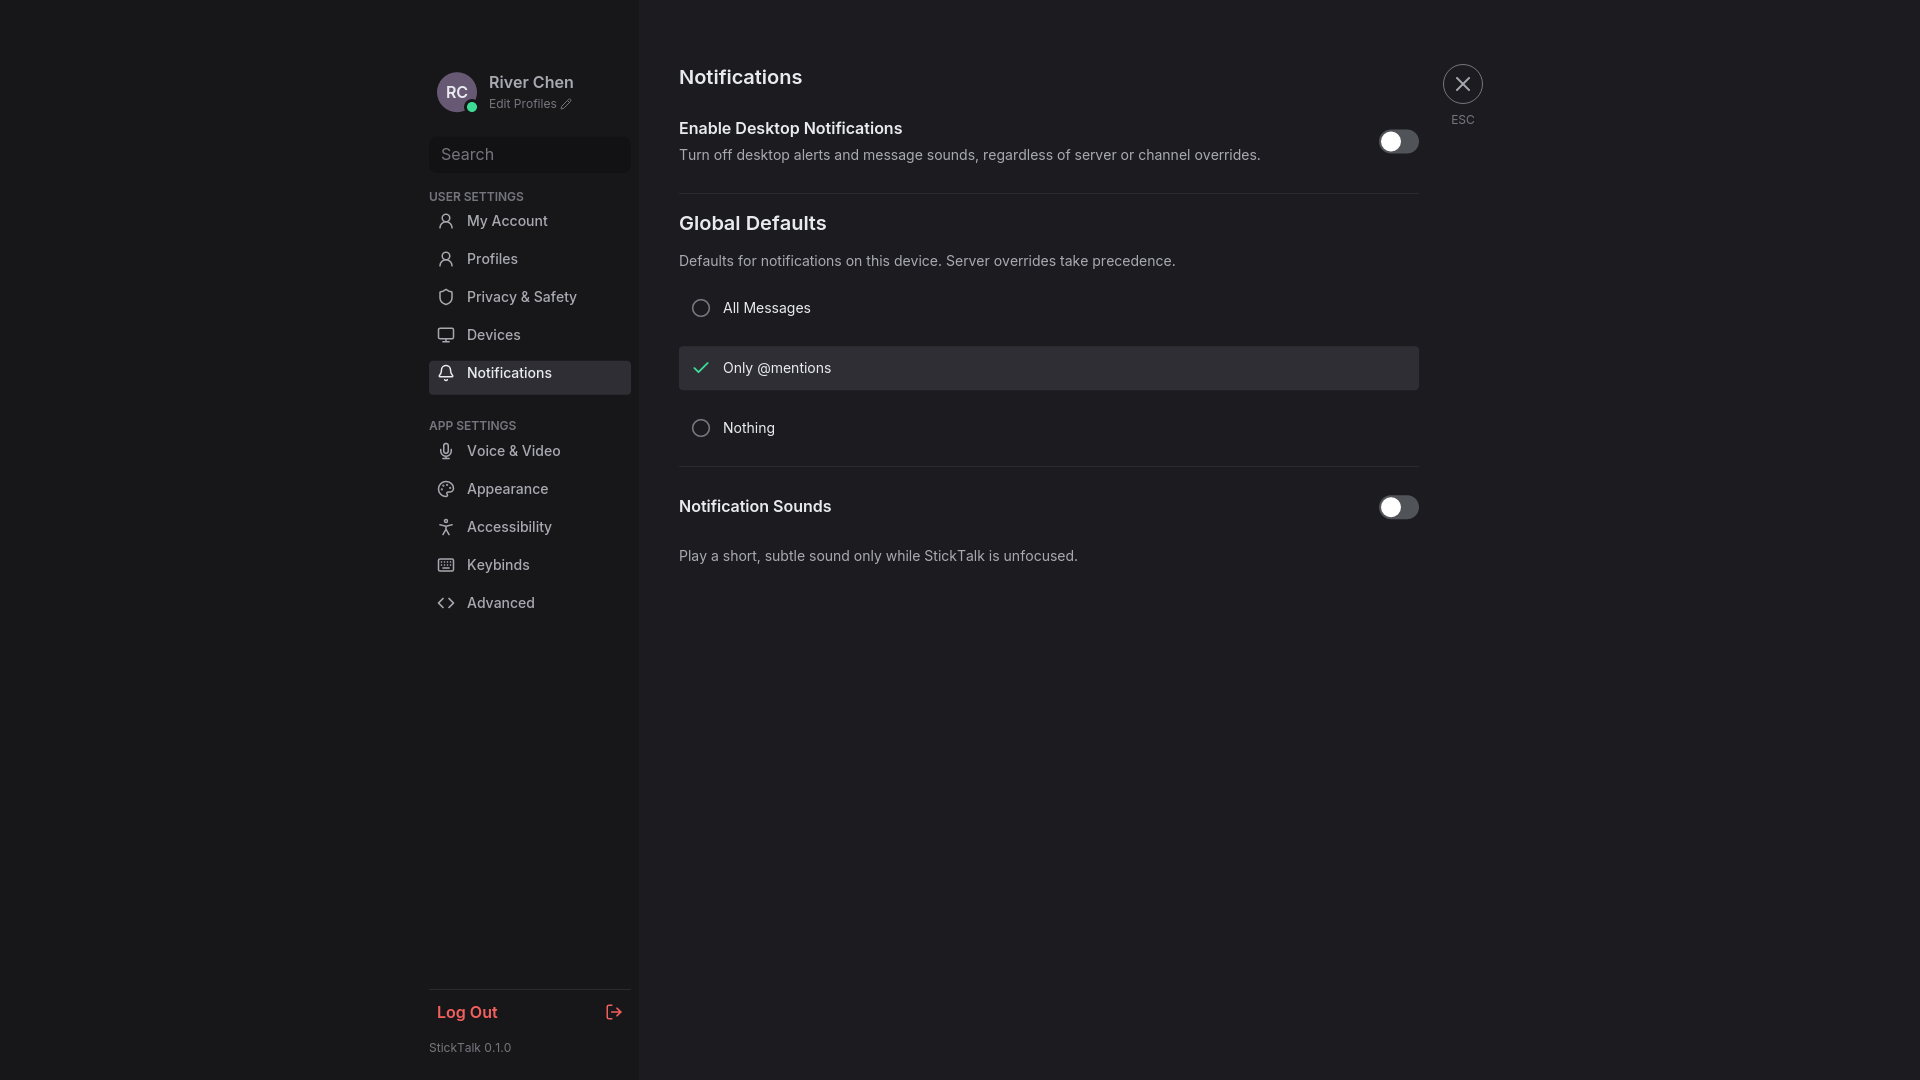 RC
River Chen
Edit Profiles
Search
USER SETTINGS
My Account
Profiles
Privacy & Safety
Devices
Notifications
APP SETTINGS
Voice & Video
Appearance
Accessibility
Keybinds
Advanced
Log Out
StickTalk 0.1.0
Notifications
Enable Desktop Notifications
Turn off desktop alerts and message sounds, regardless of server or channel overrides.
Global Defaults
Defaults for notifications on this device. Server overrides take precedence.
All Messages
Only @mentions
Nothing
Notification Sounds
Play a short, subtle sound only while StickTalk is unfocused.
ESC